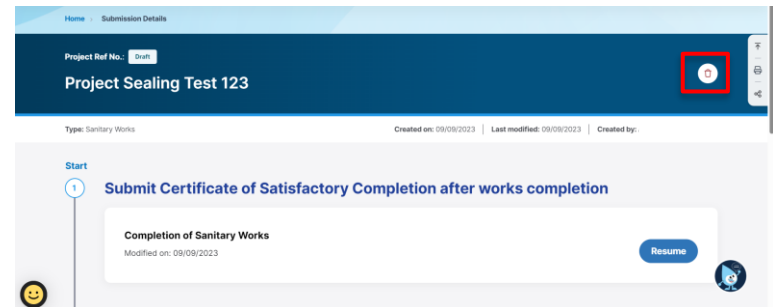 Home › Submission Details
Project Ref No.: Draft
Project Sealing Test 123
Type: Sanitary Works
Created on: 09/09/2023 | Last modified: 09/09/2023 | Created by:
Start
1 Submit Certificate of Satisfactory Completion after works completion
Completion of Sanitary Works
Modified on: 09/09/2023
Resume